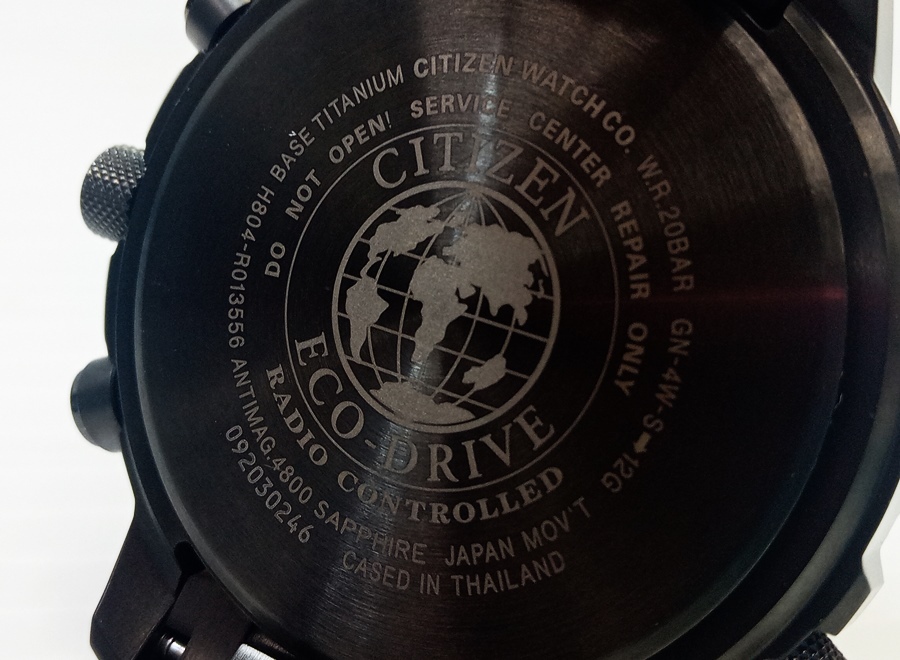 BASE TITANIUM CITIZEN WATCH CO. W.R.20BAR GN-4W-S➡12G
H804-R013556 ANTIMAG.4800 SAPPHIRE JAPAN MOV'T
092030246 CASED IN THAILAND
DO NOT OPEN! SERVICE CENTER REPAIR ONLY
RADIO CONTROLLED
CITIZEN
ECO-DRIVE